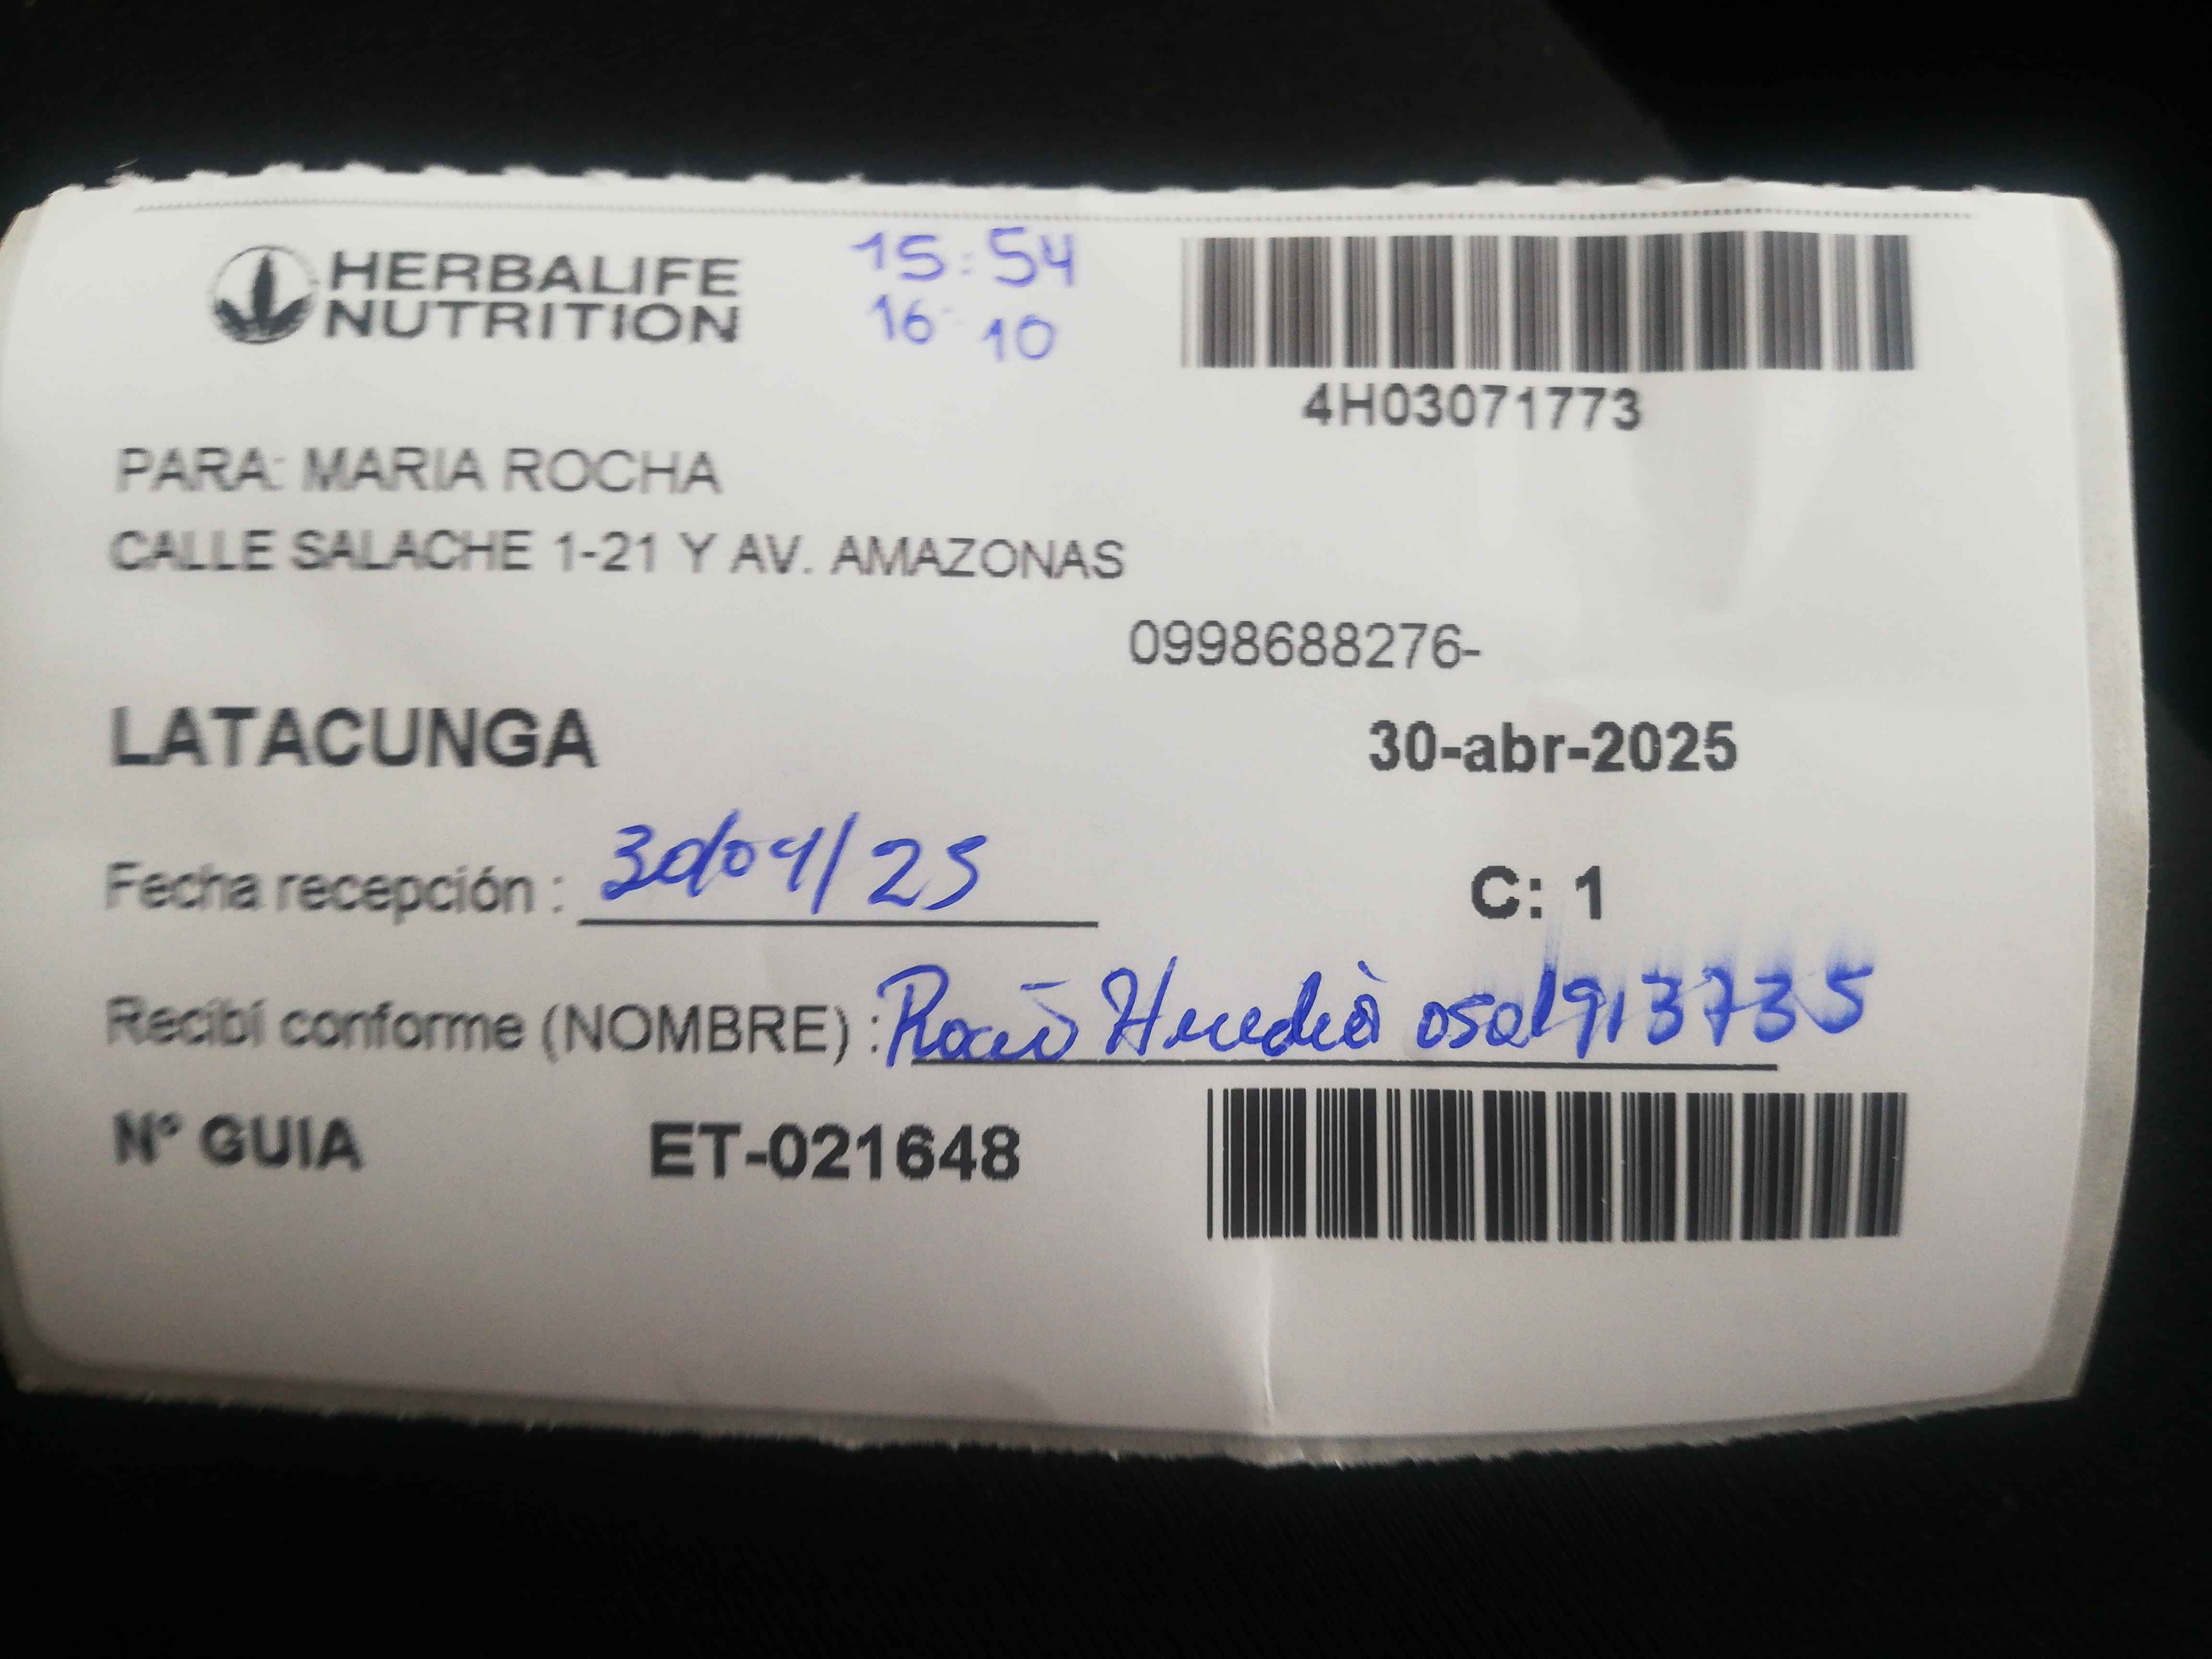 HERBALIFE
NUTRITION
15:54
16 10
4H03071773
PARA: MARIA ROCHA
CALLE SALACHE 1-21 Y AV. AMAZONAS
0998688276-
LATACUNGA
30-abr-2025
Fecha recepción : 30/04/25
C: 1
Recibí conforme (NOMBRE) : Rocío Heredia 0501913735
N° GUIA ET-021648